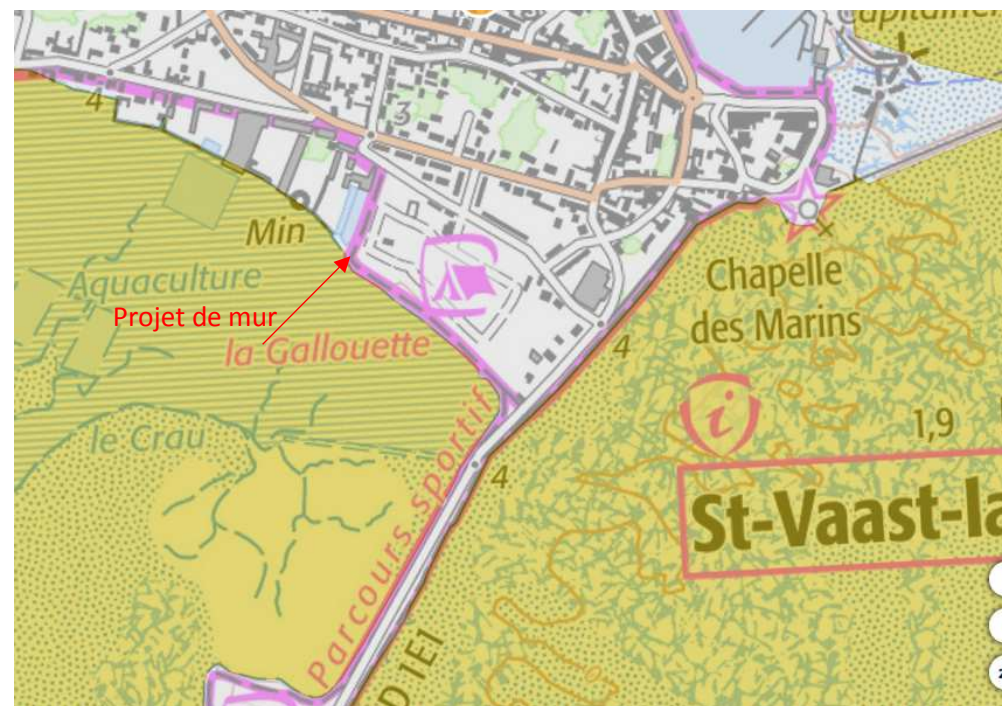 3
4
Min
Aquaculture
Projet de mur
la Gallouette
Chapelle
des Marins
4
le Crau
i
1,9
4
St-Vaast-la
Parcours sportif
D 1E1